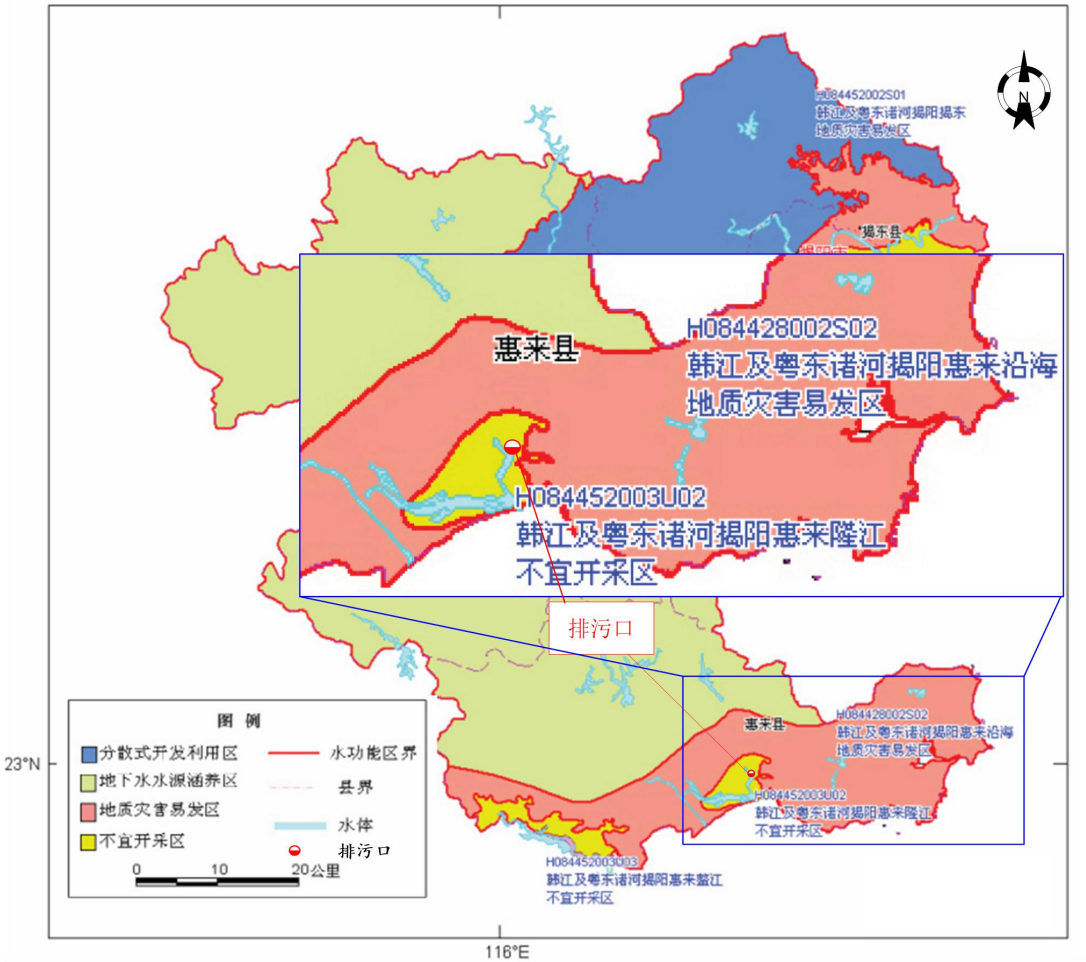 N
H084452002S01
韩江及粤东诸河揭阳揭东
地质灾害易发区
揭东县
惠来县
H084428002S02
韩江及粤东诸河揭阳惠来沿海
地质灾害易发区
H084452003U02
韩江及粤东诸河揭阳惠来隆江
不宜开采区
排污口
惠来县
H084428002S02
韩江及粤东诸河揭阳惠来沿海
地质灾害易发区
H084452003U02
韩江及粤东诸河揭阳惠来隆江
不宜开采区
H084452003U03
韩江及粤东诸河揭阳惠来盐江
不宜开采区
图 例
分散式开发利用区
水功能区界
地下水水源涵养区
县界
地质灾害易发区
水体
不宜开采区
排污口
0 10 20公里
23°N
116°E